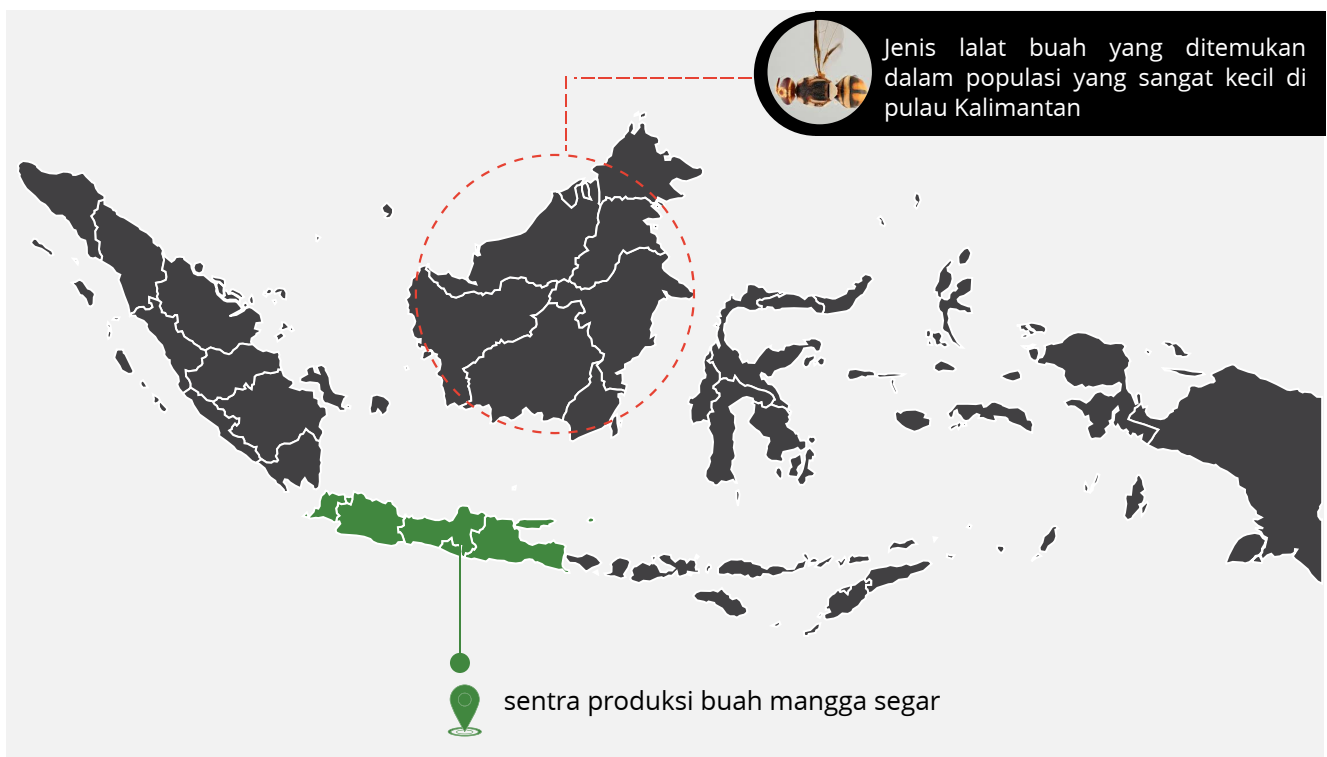 Jenis lalat buah yang ditemukan
dalam populasi yang sangat kecil di
pulau Kalimantan
sentra produksi buah mangga segar